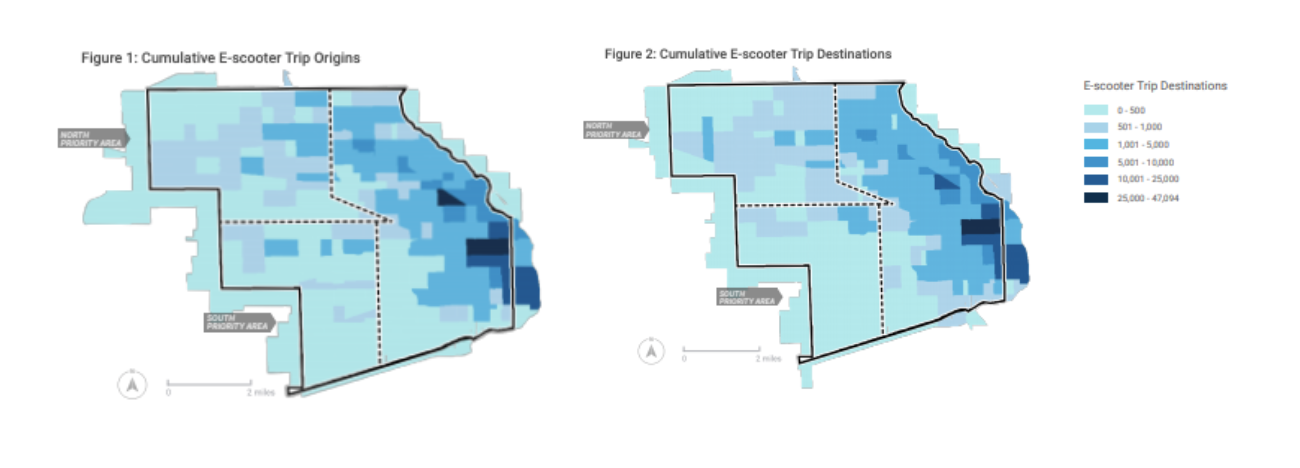 Figure 1: Cumulative E-scooter Trip Origins
NORTH
PRIORITY AREA
SOUTH
PRIORITY AREA
N
0 2 miles
Figure 2: Cumulative E-scooter Trip Destinations
NORTH
PRIORITY AREA
SOUTH
PRIORITY AREA
N
0 2 miles
E-scooter Trip Destinations
0 - 500
501 - 1,000
1,001 - 5,000
5,001 - 10,000
10,001 - 25,000
25,000 - 47,094